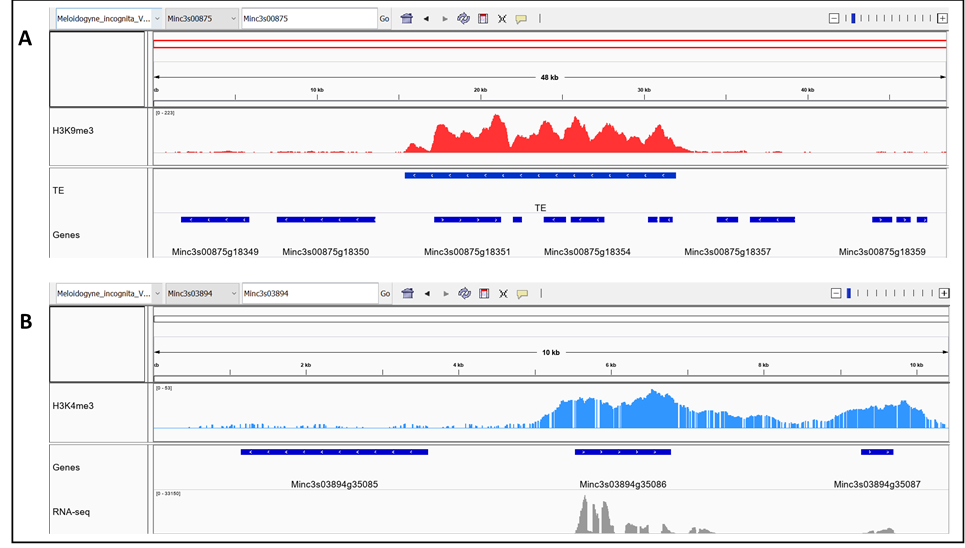 Meloidogyne_incognita_V... Minc3s00875 Minc3s00875 Go
A
48 kb
10 kb 20 kb 30 kb 40 kb
[0 - 223]
H3K9me3
TE
TE
Genes
Minc3s00875g18349 Minc3s00875g18350 Minc3s00875g18351 Minc3s00875g18354 Minc3s00875g18357 Minc3s00875g18359
Meloidogyne_incognita_V... Minc3s03894 Minc3s03894 Go
B
10 kb
2 kb 4 kb 6 kb 8 kb 10 kb
[0 - 53]
H3K4me3
Genes
Minc3s03894g35085 Minc3s03894g35086 Minc3s03894g35087
[0 - 33150]
RNA-seq